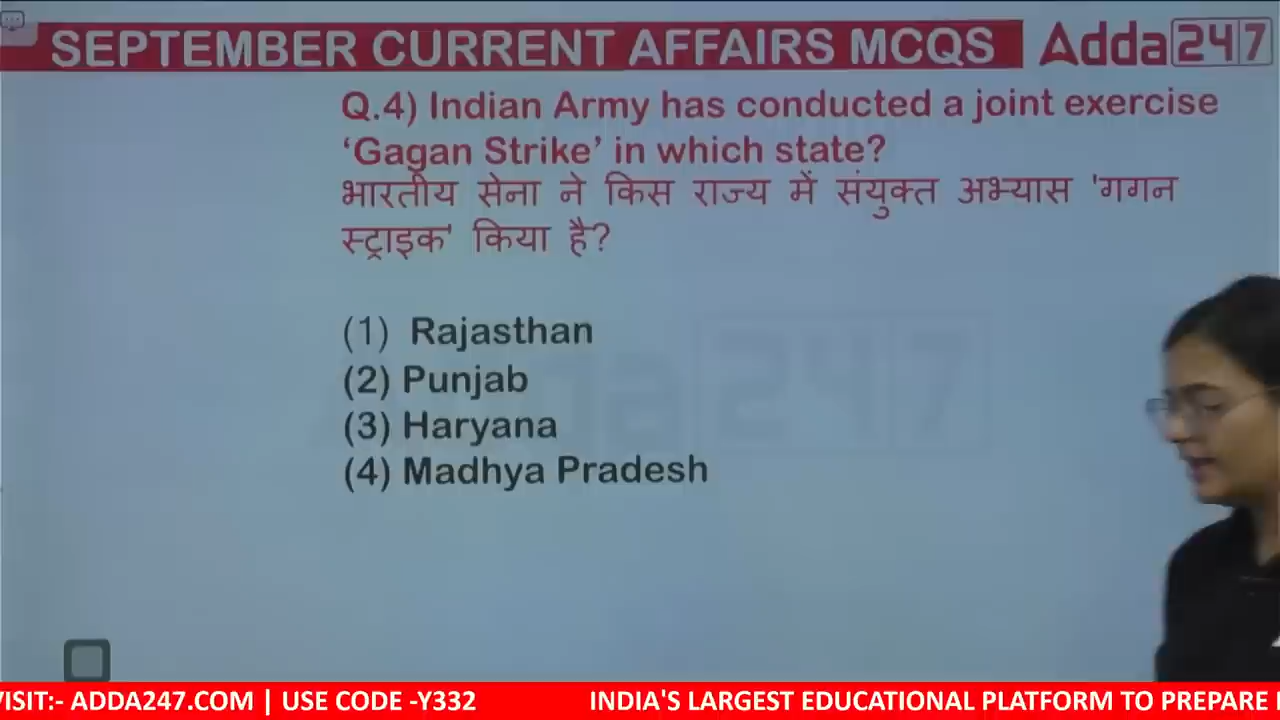 SEPTEMBER CURRENT AFFAIRS MCQS
Adda247
Q.4) Indian Army has conducted a joint exercise
‘Gagan Strike’ in which state?
भारतीय सेना ने किस राज्य में संयुक्त अभ्यास 'गगन
स्ट्राइक' किया है?
(1) Rajasthan
(2) Punjab
(3) Haryana
(4) Madhya Pradesh
Adda247
VISIT:- ADDA247.COM | USE CODE -Y332 INDIA'S LARGEST EDUCATIONAL PLATFORM TO PREPARE